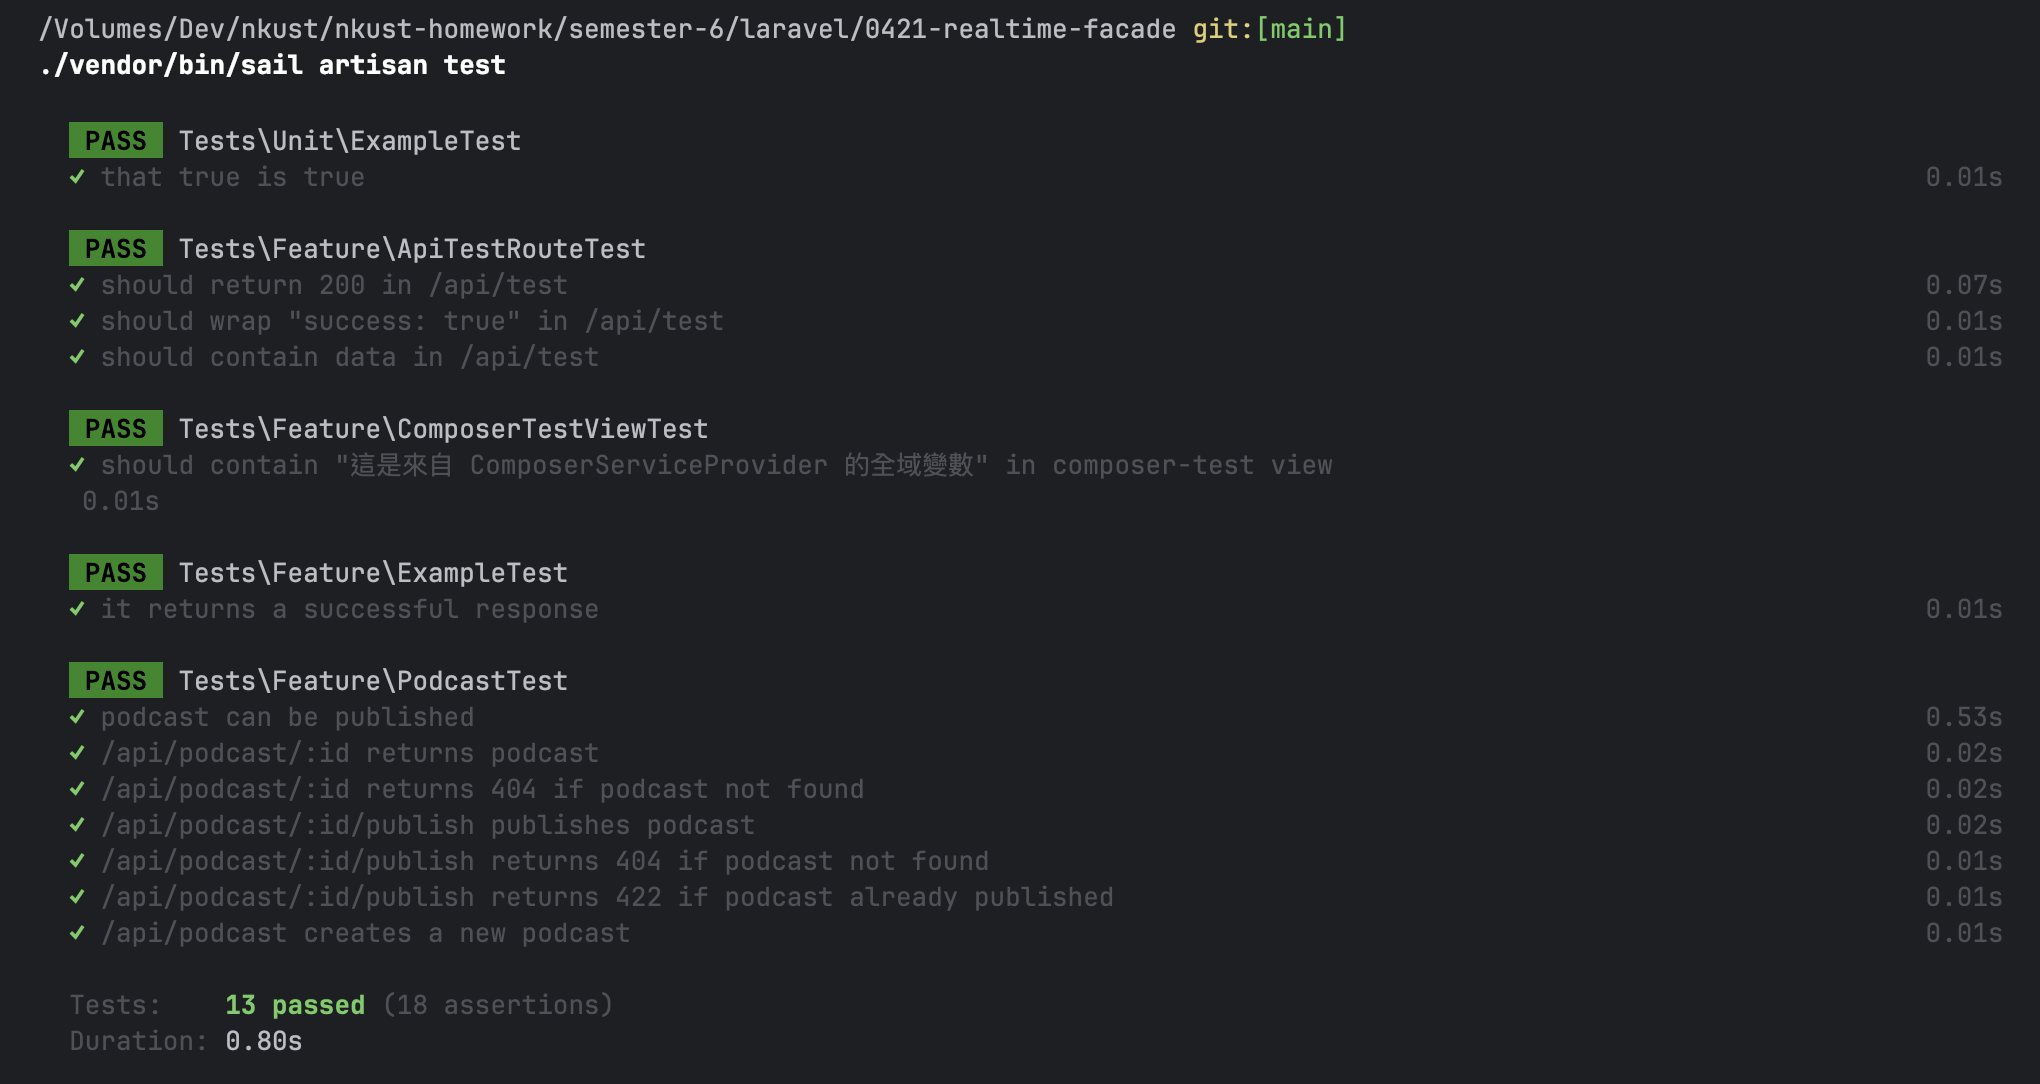 /Volumes/Dev/nkust/nkust-homework/semester-6/laravel/0421-realtime-facade git:[main]
./vendor/bin/sail artisan test
PASS Tests\Unit\ExampleTest
✓ that true is true 0.01s
PASS Tests\Feature\ApiTestRouteTest
✓ should return 200 in /api/test 0.07s
✓ should wrap "success: true" in /api/test 0.01s
✓ should contain data in /api/test 0.01s
PASS Tests\Feature\ComposerTestViewTest
✓ should contain "這是來自 ComposerServiceProvider 的全域變數" in composer-test view
0.01s
PASS Tests\Feature\ExampleTest
✓ it returns a successful response 0.01s
PASS Tests\Feature\PodcastTest
✓ podcast can be published 0.53s
✓ /api/podcast/:id returns podcast 0.02s
✓ /api/podcast/:id returns 404 if podcast not found 0.02s
✓ /api/podcast/:id/publish publishes podcast 0.02s
✓ /api/podcast/:id/publish returns 404 if podcast not found 0.01s
✓ /api/podcast/:id/publish returns 422 if podcast already published 0.01s
✓ /api/podcast creates a new podcast 0.01s
Tests: 13 passed (18 assertions)
Duration: 0.80s